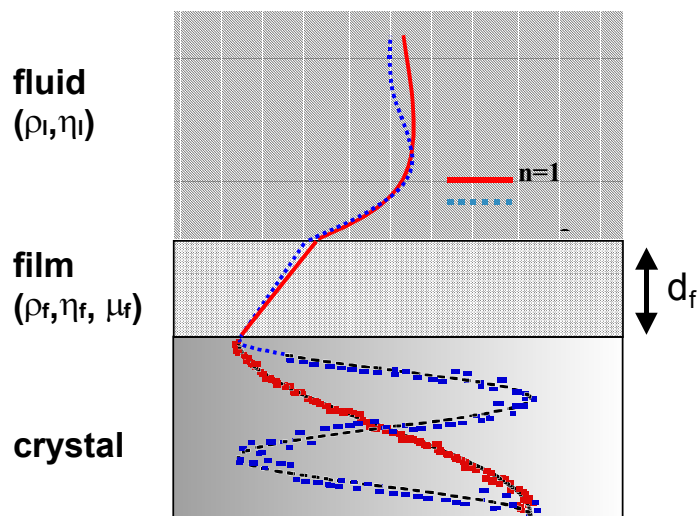 fluid
(ρl,ηl)
n=1
film
(ρf,ηf, μf)
df
crystal